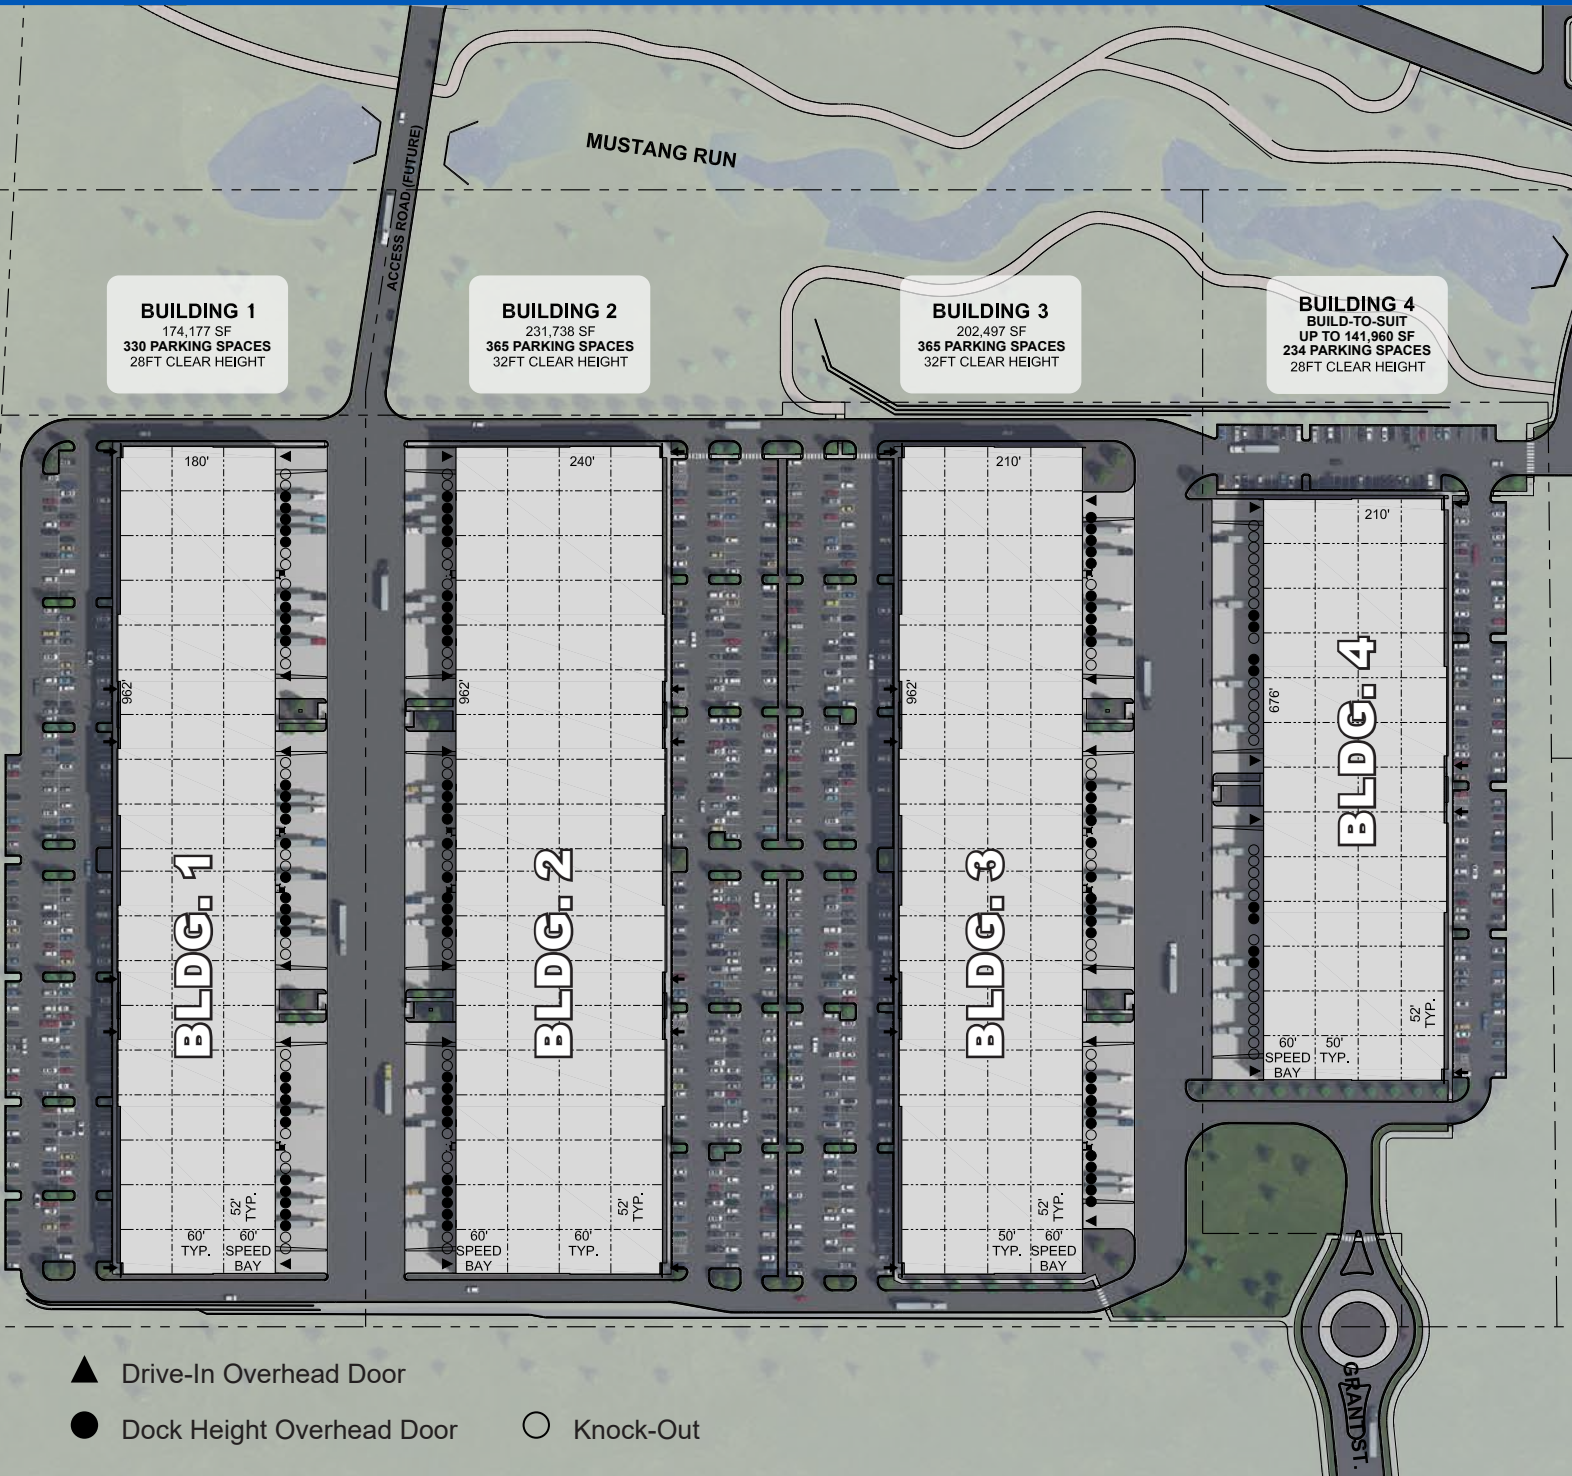 MUSTANG RUN
ACCESS ROAD (FUTURE)
BUILDING 1
174,177 SF
330 PARKING SPACES
28FT CLEAR HEIGHT
BUILDING 2
231,738 SF
365 PARKING SPACES
32FT CLEAR HEIGHT
BUILDING 3
202,497 SF
365 PARKING SPACES
32FT CLEAR HEIGHT
BUILDING 4
BUILD-TO-SUIT
UP TO 141,960 SF
234 PARKING SPACES
28FT CLEAR HEIGHT
180'
962'
BLDG. 1
52'
TYP.
60'
TYP.
60'
SPEED
BAY
240'
962'
BLDG. 2
52'
TYP.
60'
SPEED
BAY
60'
TYP.
210'
962'
BLDG. 3
52'
TYP.
50'
TYP.
60'
SPEED
BAY
210'
676'
BLDG. 4
52'
TYP.
60'
SPEED
BAY
50'
TYP.
GRANT ST.
Drive-In Overhead Door
Dock Height Overhead Door
Knock-Out